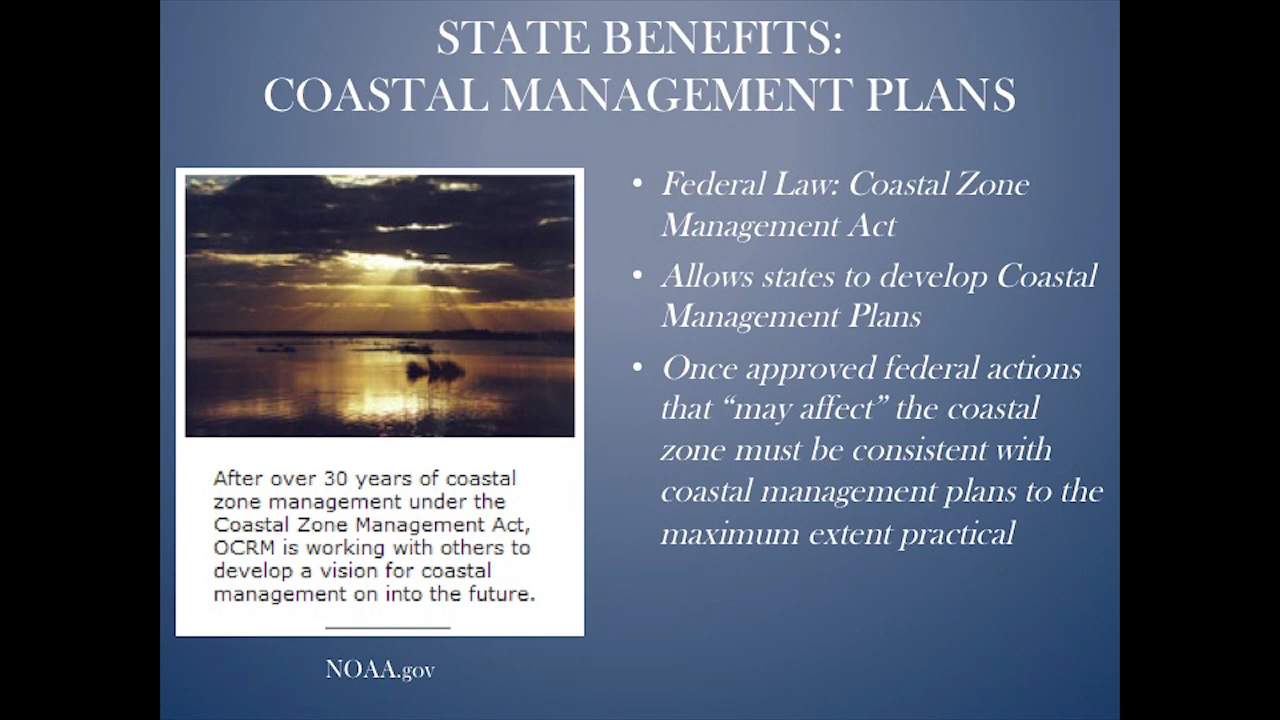 STATE BENEFITS:
COASTAL MANAGEMENT PLANS
After over 30 years of coastal
zone management under the
Coastal Zone Management Act,
OCRM is working with others to
develop a vision for coastal
management on into the future.
NOAA.gov
• Federal Law: Coastal Zone
Management Act
• Allows states to develop Coastal
Management Plans
• Once approved federal actions
that “may affect” the coastal
zone must be consistent with
coastal management plans to the
maximum extent practical